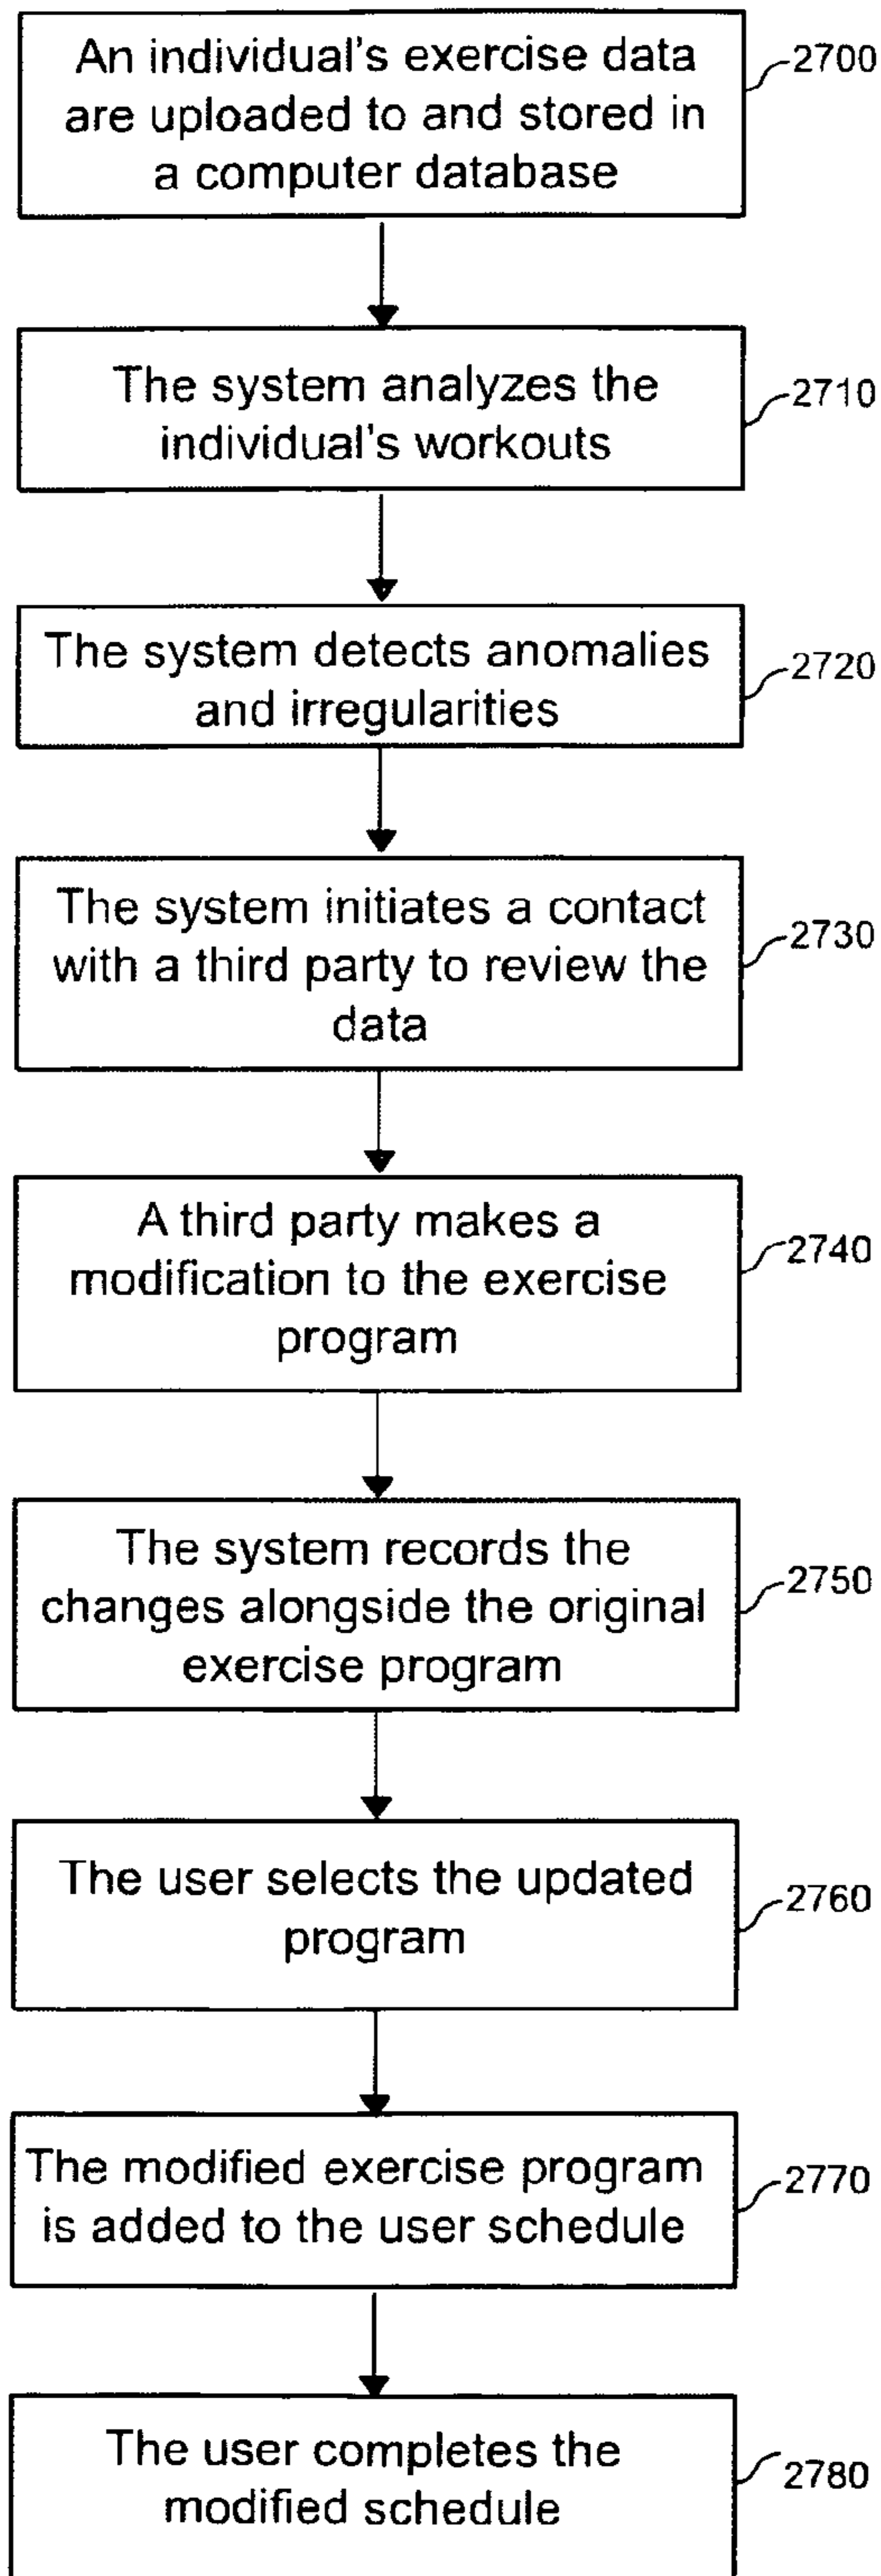 An individual's exercise data
are uploaded to and stored in
a computer database
2700
The system analyzes the
individual's workouts
2710
The system detects anomalies
and irregularities
2720
The system initiates a contact
with a third party to review the
data
2730
A third party makes a
modification to the exercise
program
2740
The system records the
changes alongside the original
exercise program
2750
The user selects the updated
program
2760
The modified exercise program
is added to the user schedule
2770
The user completes the
modified schedule
2780